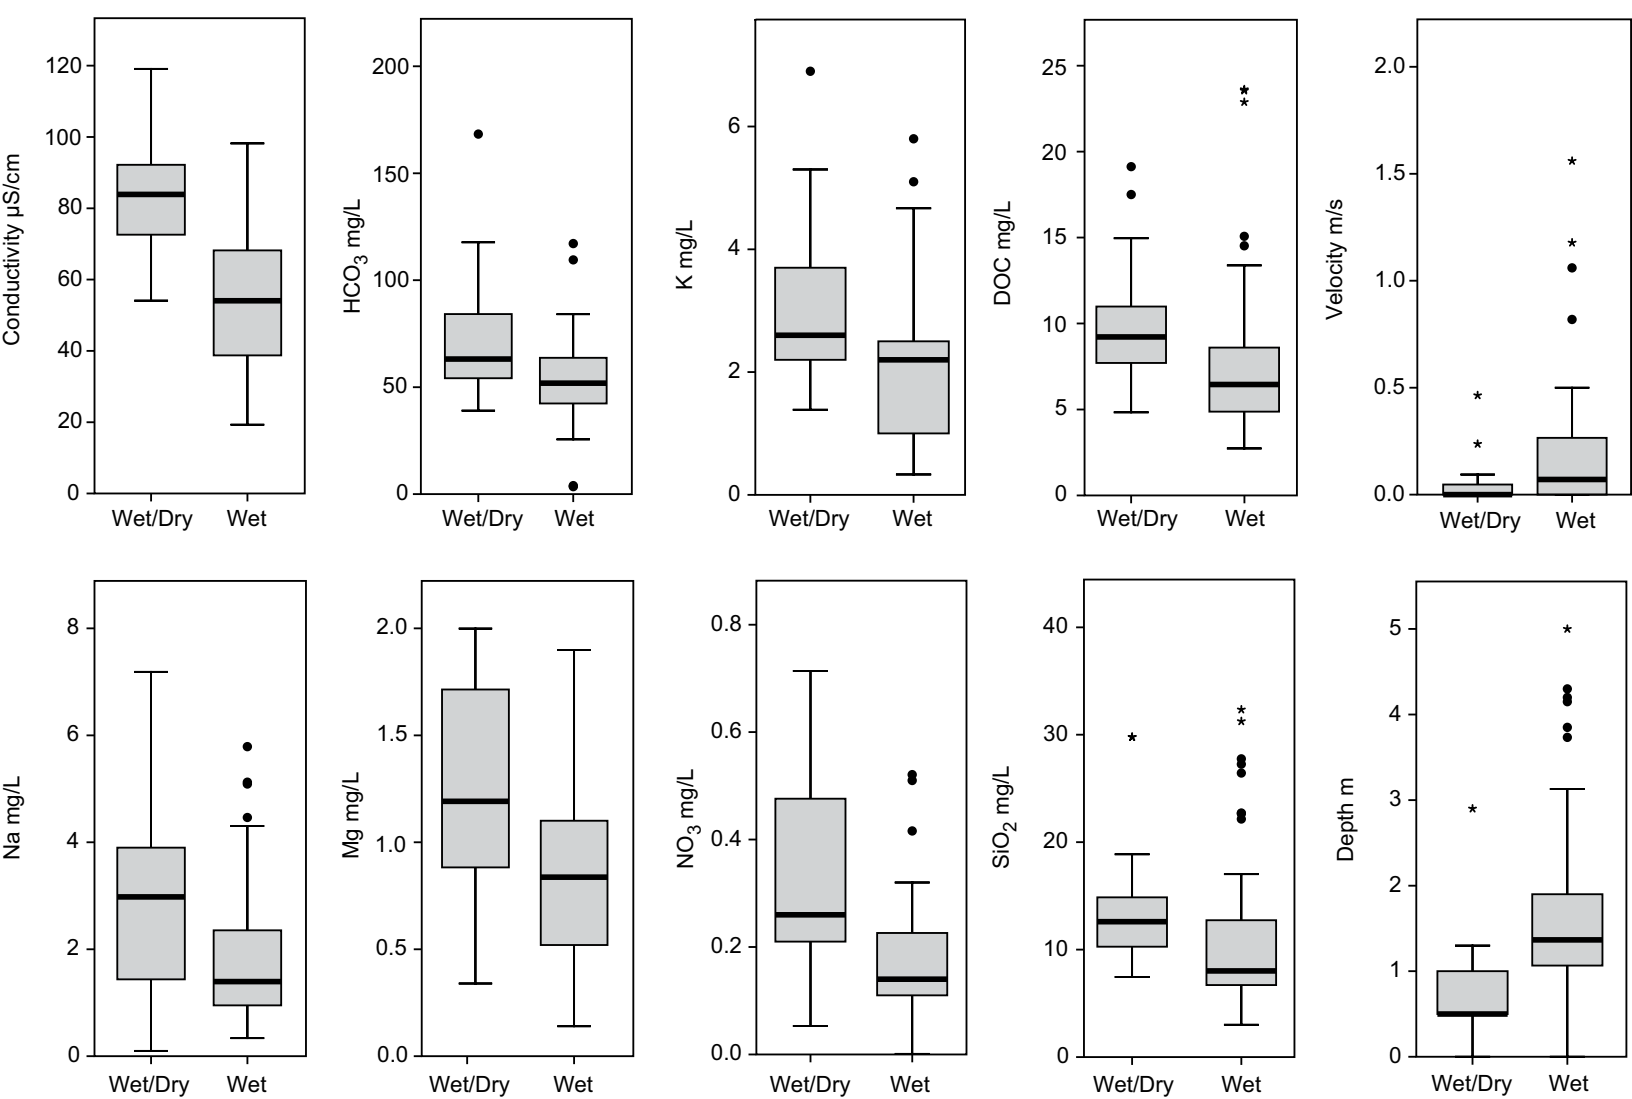 Conductivity µS/cm
120
100
80
60
40
20
0
Wet/Dry Wet
HCO3 mg/L
200
150
100
50
0
Wet/Dry Wet
K mg/L
6
4
2
0
Wet/Dry Wet
DOC mg/L
25
20
15
10
5
0
Wet/Dry Wet
Velocity m/s
2.0
1.5
1.0
0.5
0.0
Wet/Dry Wet
Na mg/L
8
6
4
2
0
Wet/Dry Wet
Mg mg/L
2.0
1.5
1.0
0.5
0.0
Wet/Dry Wet
NO3 mg/L
0.8
0.6
0.4
0.2
0.0
Wet/Dry Wet
SiO2 mg/L
40
30
20
10
0
Wet/Dry Wet
Depth m
5
4
3
2
1
0
Wet/Dry Wet